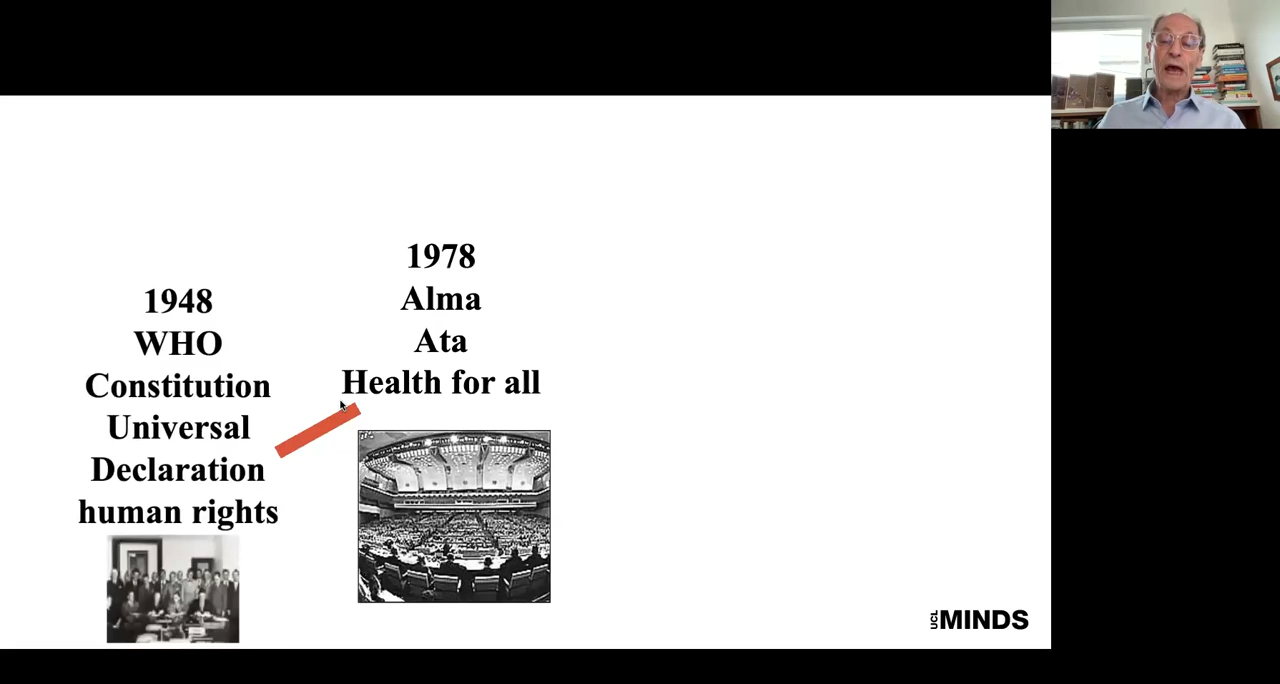 1948
WHO
Constitution
Universal
Declaration
human rights
1978
Alma
Ata
Health for all
UCL MINDS